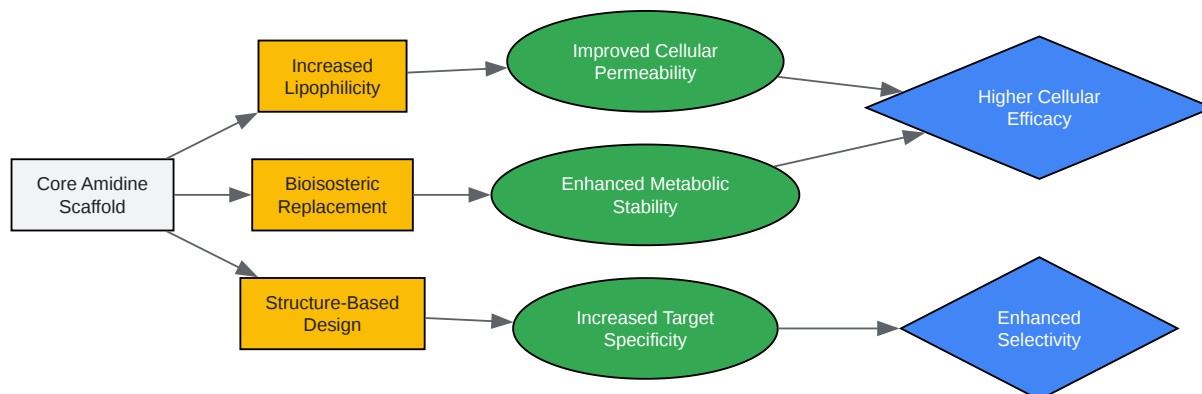 Core Amidine
Scaffold
Increased
Lipophilicity
Improved Cellular
Permeability
Higher Cellular
Efficacy
Bioisosteric
Replacement
Enhanced Metabolic
Stability
Structure-Based
Design
Increased Target
Specificity
Enhanced
Selectivity